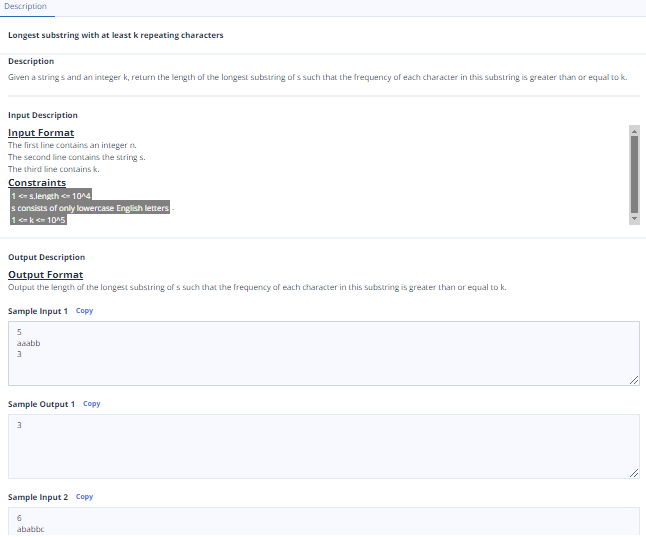 Description
Longest substring with at least k repeating characters
Description
Given a string s and an integer k, return the length of the longest substring of s such that the frequency of each character in this substring is greater than or equal to k.
Input Description
Input Format
The first line contains an integer n.
The second line contains the string s.
The third line contains k.
Constraints
1 <= s.length <= 10^4
s consists of only lowercase English letters .
1 <= k <= 10^5
Output Description
Output Format
Output the length of the longest substring of s such that the frequency of each character in this substring is greater than or equal to k.
Sample Input 1 Copy
5
aaabb
3
Sample Output 1 Copy
3
Sample Input 2 Copy
6
ababbc